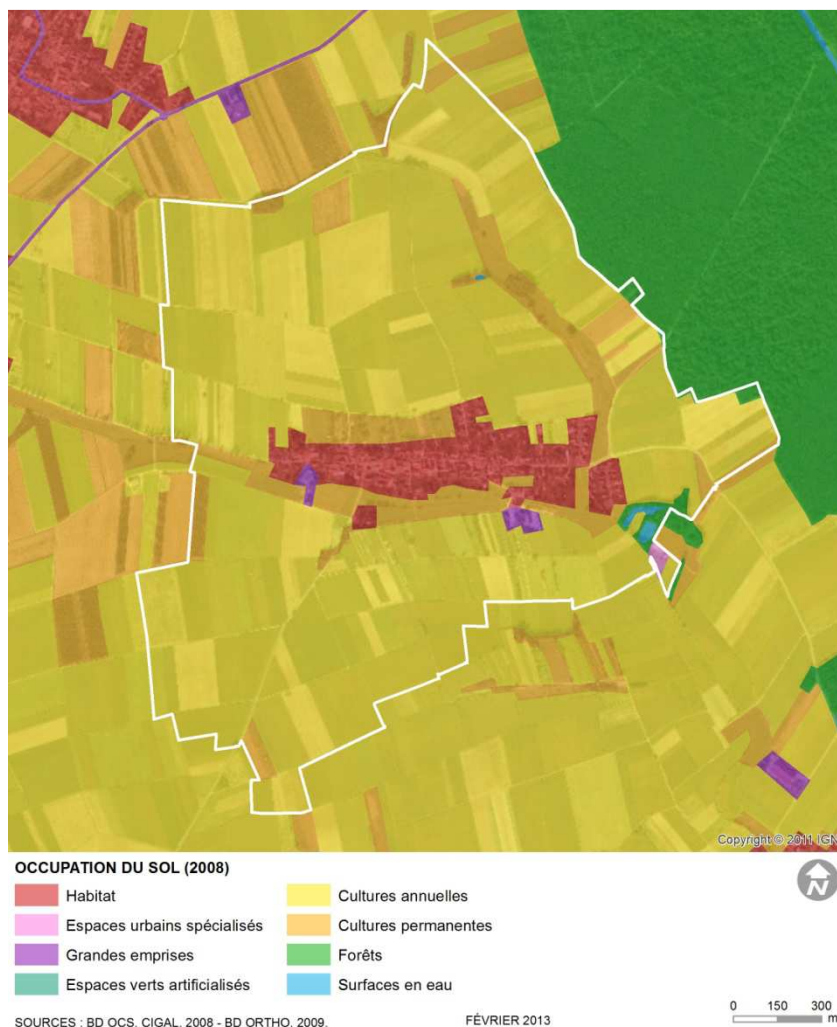 Copyright © 2011 IGN
OCCUPATION DU SOL (2008)
Habitat
Espaces urbains spécialisés
Grandes emprises
Espaces verts artificialisés
Cultures annuelles
Cultures permanentes
Forêts
Surfaces en eau
N
SOURCES : BD OCS, CIGAL, 2008 - BD ORTHO, 2009.
FÉVRIER 2013
0 150 300
m